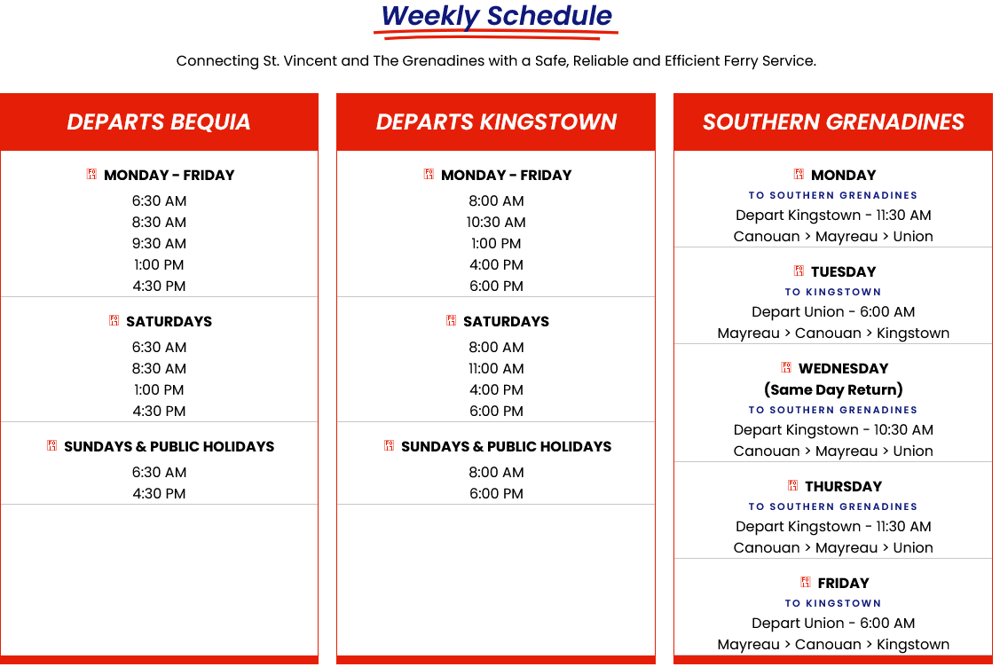 Weekly Schedule
Connecting St. Vincent and The Grenadines with a Safe, Reliable and Efficient Ferry Service.
DEPARTS BEQUIA
MONDAY - FRIDAY
6:30 AM
8:30 AM
9:30 AM
1:00 PM
4:30 PM
SATURDAYS
6:30 AM
8:30 AM
1:00 PM
4:30 PM
SUNDAYS & PUBLIC HOLIDAYS
6:30 AM
4:30 PM
DEPARTS KINGSTOWN
MONDAY - FRIDAY
8:00 AM
10:30 AM
1:00 PM
4:00 PM
6:00 PM
SATURDAYS
8:00 AM
11:00 AM
4:00 PM
6:00 PM
SUNDAYS & PUBLIC HOLIDAYS
8:00 AM
6:00 PM
SOUTHERN GRENADINES
MONDAY
TO SOUTHERN GRENADINES
Depart Kingstown - 11:30 AM
Canouan > Mayreau > Union
TUESDAY
TO KINGSTOWN
Depart Union - 6:00 AM
Mayreau > Canouan > Kingstown
WEDNESDAY
(Same Day Return)
TO SOUTHERN GRENADINES
Depart Kingstown - 10:30 AM
Canouan > Mayreau > Union
THURSDAY
TO SOUTHERN GRENADINES
Depart Kingstown - 11:30 AM
Canouan > Mayreau > Union
FRIDAY
TO KINGSTOWN
Depart Union - 6:00 AM
Mayreau > Canouan > Kingstown